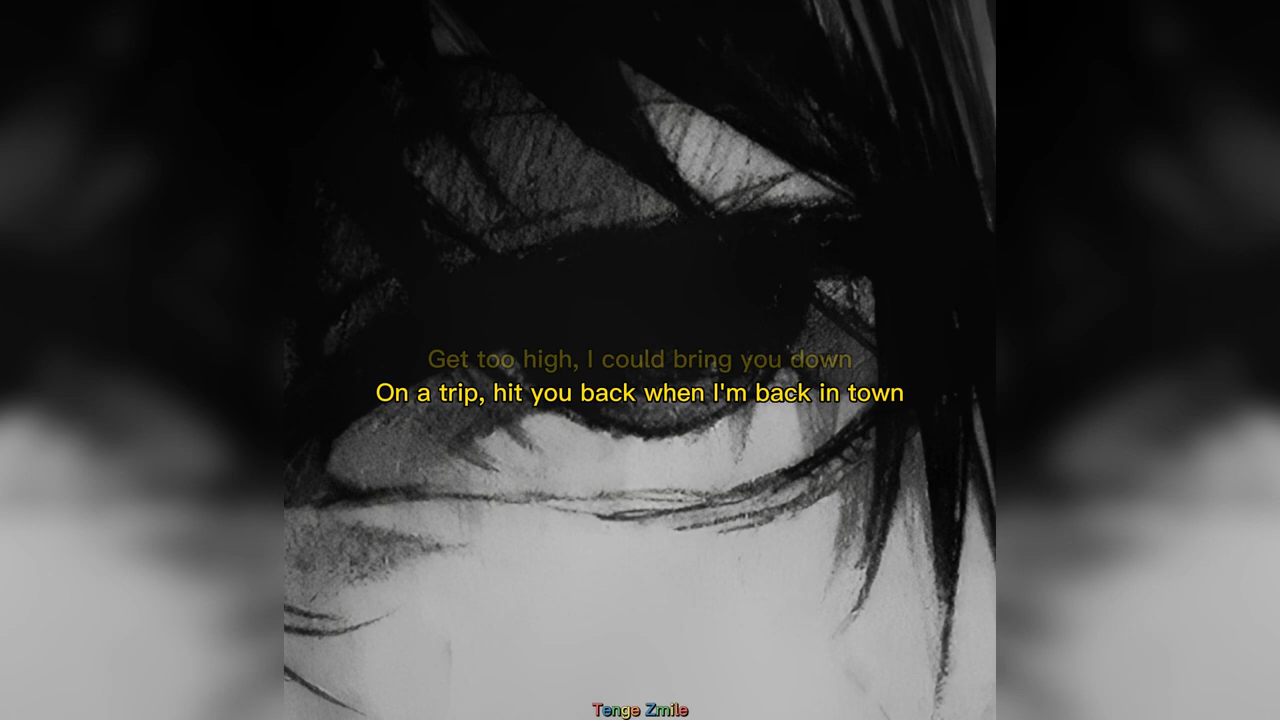 Get too high, I could bring you down
On a trip, hit you back when I'm back in town
Tenge Zmile